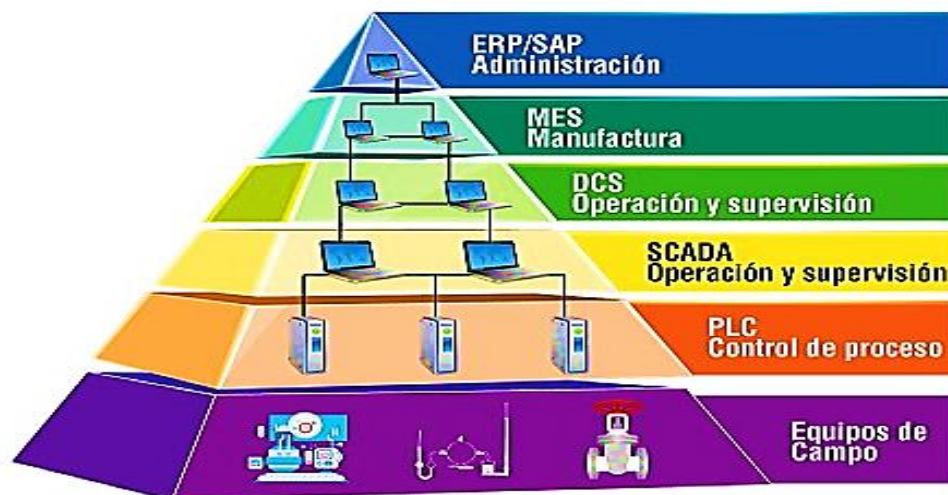 ERP/SAP
Administración
MES
Manufactura
DCS
Operación y supervisión
SCADA
Operación y supervisión
PLC
Control de proceso
Equipos de
Campo